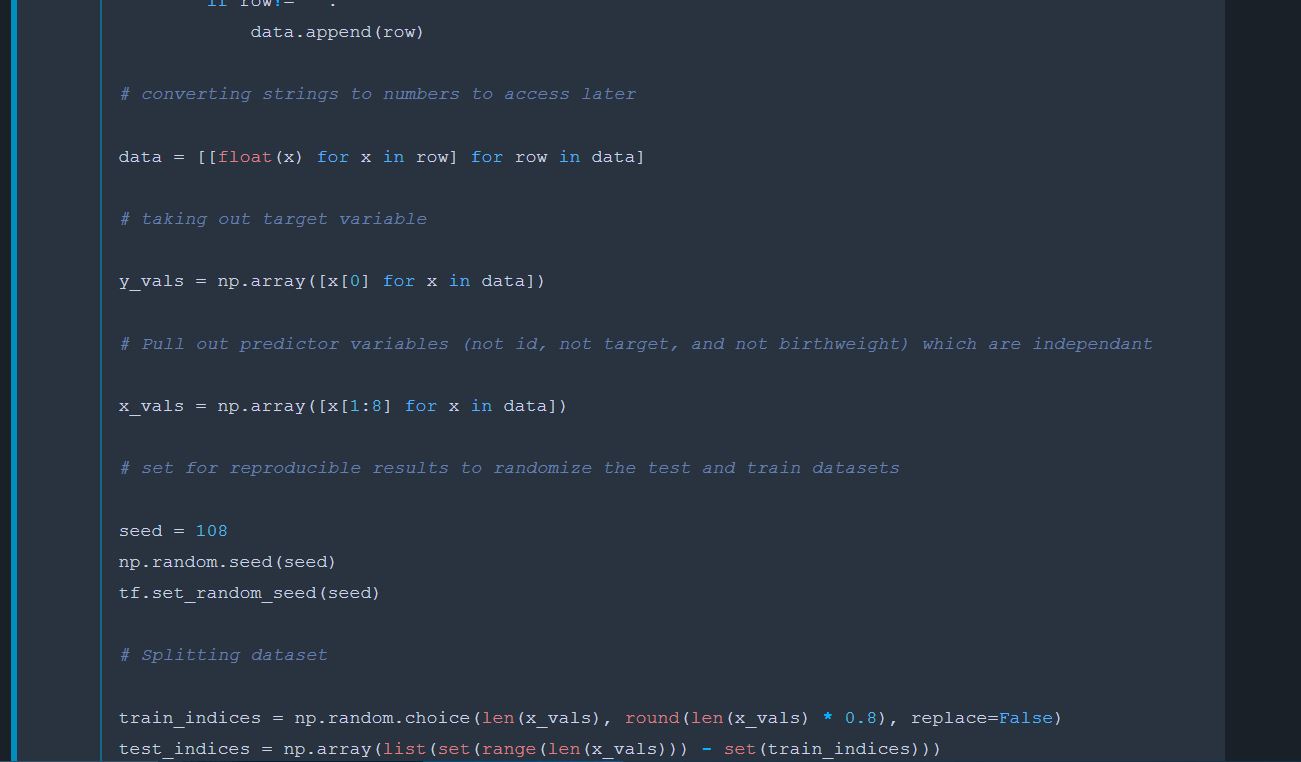 data.append(row)
# converting strings to numbers to access later
data = [[float(x) for x in row] for row in data]
# taking out target variable
y_vals = np.array([x[0] for x in data])
# Pull out predictor variables (not id, not target, and not birthweight) which are independant
x_vals = np.array([x[1:8] for x in data])
# set for reproducible results to randomize the test and train datasets
seed = 108
np.random.seed(seed)
tf.set_random_seed(seed)
# Splitting dataset
train_indices = np.random.choice(len(x_vals), round(len(x_vals) * 0.8), replace=False)
test_indices = np.array(list(set(range(len(x_vals))) - set(train_indices)))